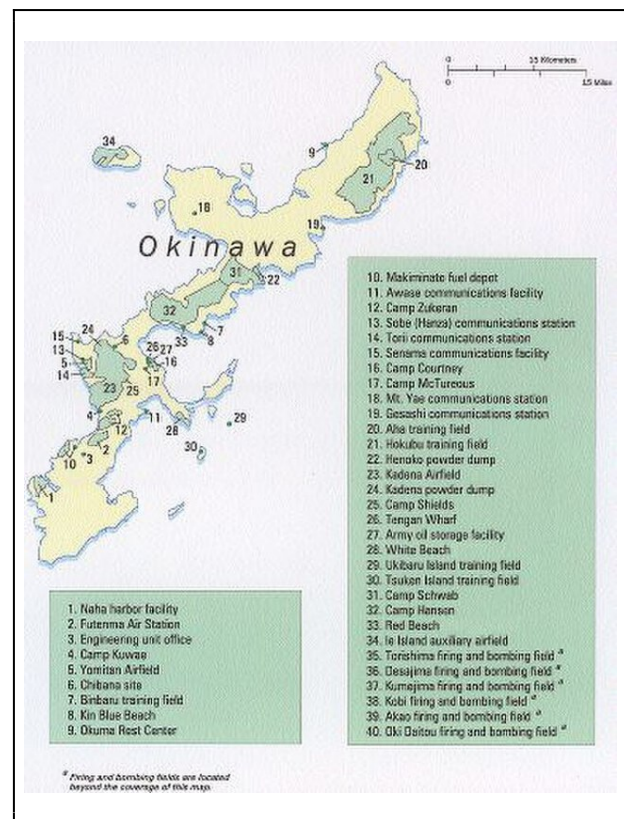 0 15 Kilometers
0 15 Miles
34
9
20
21
18
19
Okinawa
31
22
32
7
8
33
24
15
6
26
27
13
16
5
17
14
23
25
4
11
29
12
28
2
30
10
3
1
10. Makiminato fuel depot
11. Awase communications facility
12. Camp Zukeran
13. Sobe (Hanza) communications station
14. Torii communications station
15. Senama communications facility
16. Camp Courtney
17. Camp McTureous
18. Mt. Yae communications station
19. Gesashi communications station
20. Aha training field
21. Hokubu training field
22. Henoko powder dump
23. Kadena Airfield
24. Kadena powder dump
25. Camp Shields
26. Tengan Wharf
27. Army oil storage facility
28. White Beach
29. Ukibaru Island training field
30. Tsuken Island training field
31. Camp Schwab
32. Camp Hansen
33. Red Beach
34. Ie Island auxiliary airfield
35. Torishima firing and bombing field a
36. Desajima firing and bombing field a
37. Kumejima firing and bombing field a
38. Kobi firing and bombing field a
39. Akao firing and bombing field a
40. Oki Daitou firing and bombing field a
1. Naha harbor facility
2. Futenma Air Station
3. Engineering unit office
4. Camp Kuwae
5. Yomitan Airfield
6. Chibana site
7. Binbaru training field
8. Kin Blue Beach
9. Okuma Rest Center
a Firing and bombing fields are located
beyond the coverage of this map.